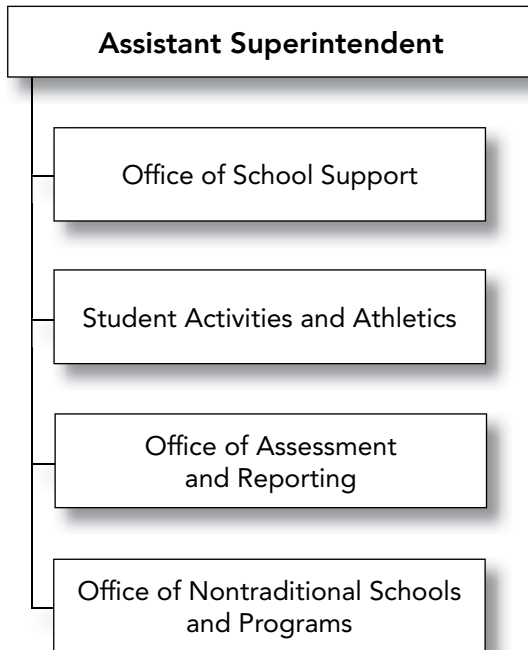 Assistant Superintendent
Office of School Support
Student Activities and Athletics
Office of Assessment
and Reporting
Office of Nontraditional Schools
and Programs